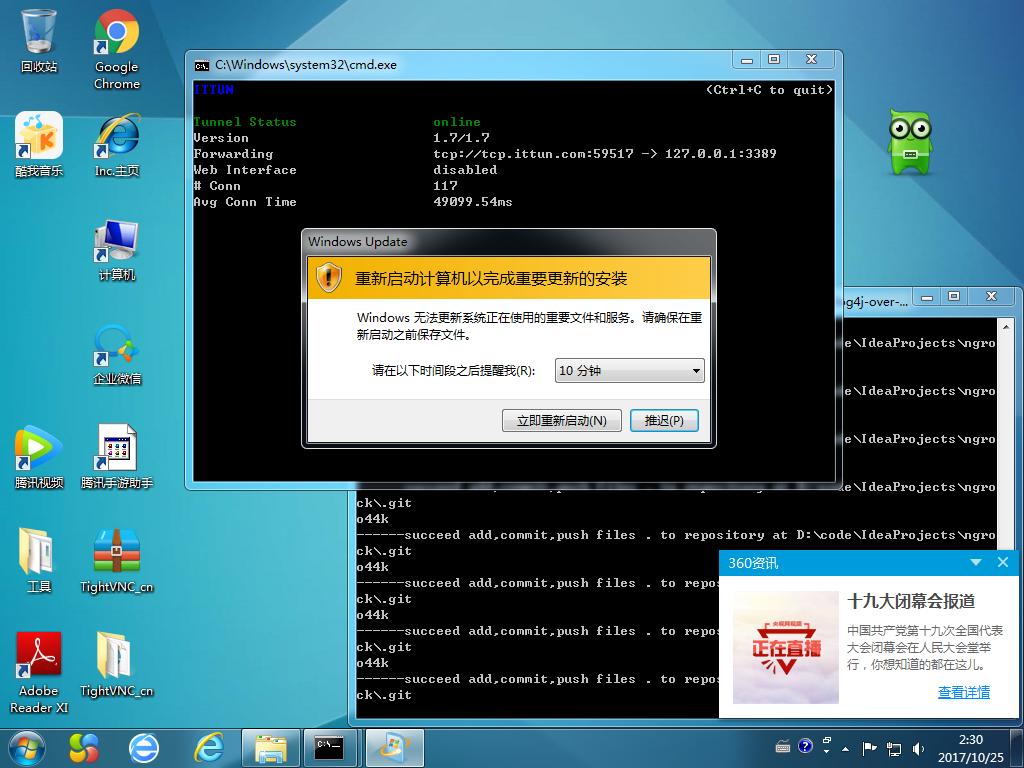 回收站
Google
Chrome
酷我音乐
Inc.主页
计算机
企业微信
腾讯视频
腾讯手游助手
工具
TightVNC_cn
Adobe
Reader XI
TightVNC_cn
C:\Windows\system32\cmd.exe
ITTUN (Ctrl+C to quit)
Tunnel Status online
Version 1.7/1.7
Forwarding tcp://tcp.ittun.com:59517 -> 127.0.0.1:3389
Web Interface disabled
# Conn 117
Avg Conn Time 49099.54ms
Windows Update
重新启动计算机以完成重要更新的安装
Windows 无法更新系统正在使用的重要文件和服务。请确保在重
新启动之前保存文件。
请在以下时间段之后提醒我(R): 10 分钟
立即重新启动(N) 推迟(P)
og4j-over-...
de\IdeaProjects\ngro
de\IdeaProjects\ngro
de\IdeaProjects\ngro
de\IdeaProjects\ngro
ck\.git
o44k
------succeed add,commit,push files . to repository at D:\code\IdeaProjects\ngro
ck\.git
o44k
------succeed add,commit,push files . to repos
ck\.git
o44k
------succeed add,commit,push files . to repos
ck\.git
o44k
------succeed add,commit,push files . to repos
ck\.git
360资讯
十九大闭幕会报道
央视网视频
正在直播
中国共产党第十九次全国代表
大会闭幕会在人民大会堂举
行，你想知道的都在这儿。
查看详情
2:30
2017/10/25